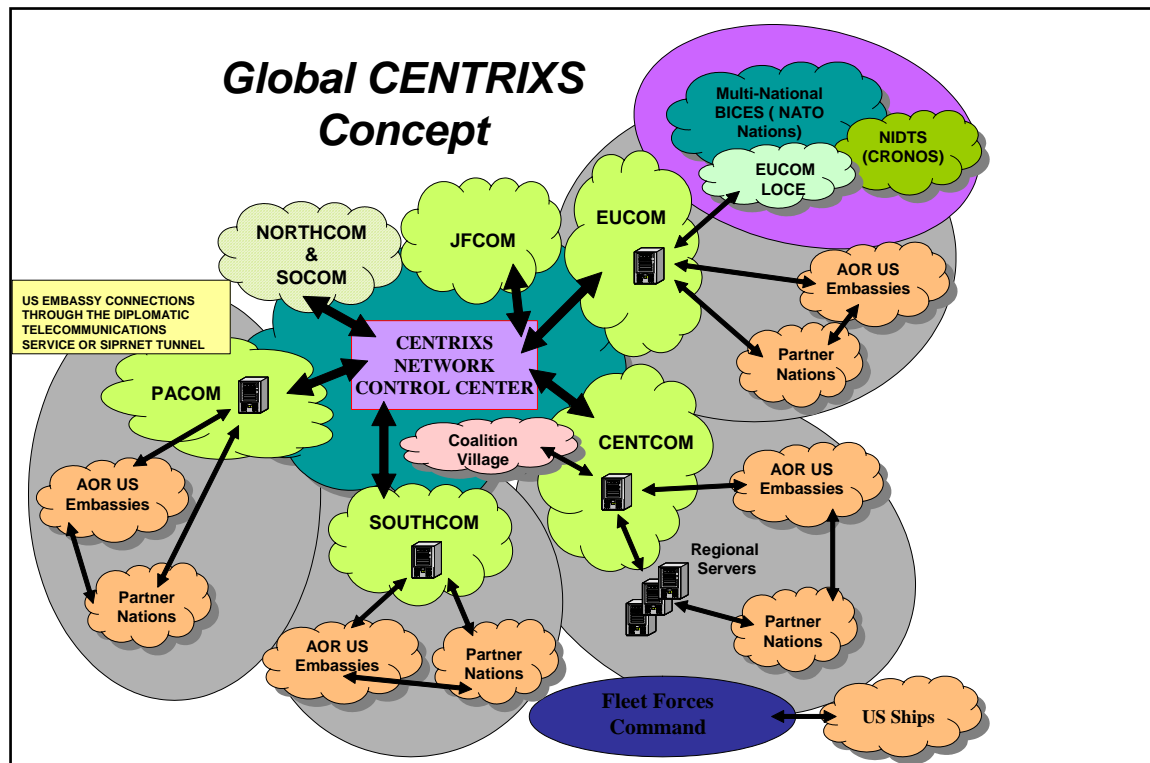 Global CENTRIXS
Concept
Multi-National
BICES ( NATO
Nations)
NIDTS
(CRONOS)
EUCOM
LOCE
EUCOM
JFCOM
NORTHCOM
&
SOCOM
AOR US
Embassies
Partner
Nations
US EMBASSY CONNECTIONS
THROUGH THE DIPLOMATIC
TELECOMMUNICATIONS
SERVICE OR SIPRNET TUNNEL
CENTRIXS
NETWORK
CONTROL CENTER
PACOM
Coalition
Village
CENTCOM
AOR US
Embassies
AOR US
Embassies
SOUTHCOM
Regional
Servers
Partner
Nations
Partner
Nations
AOR US
Embassies
Partner
Nations
Fleet Forces
Command
US Ships